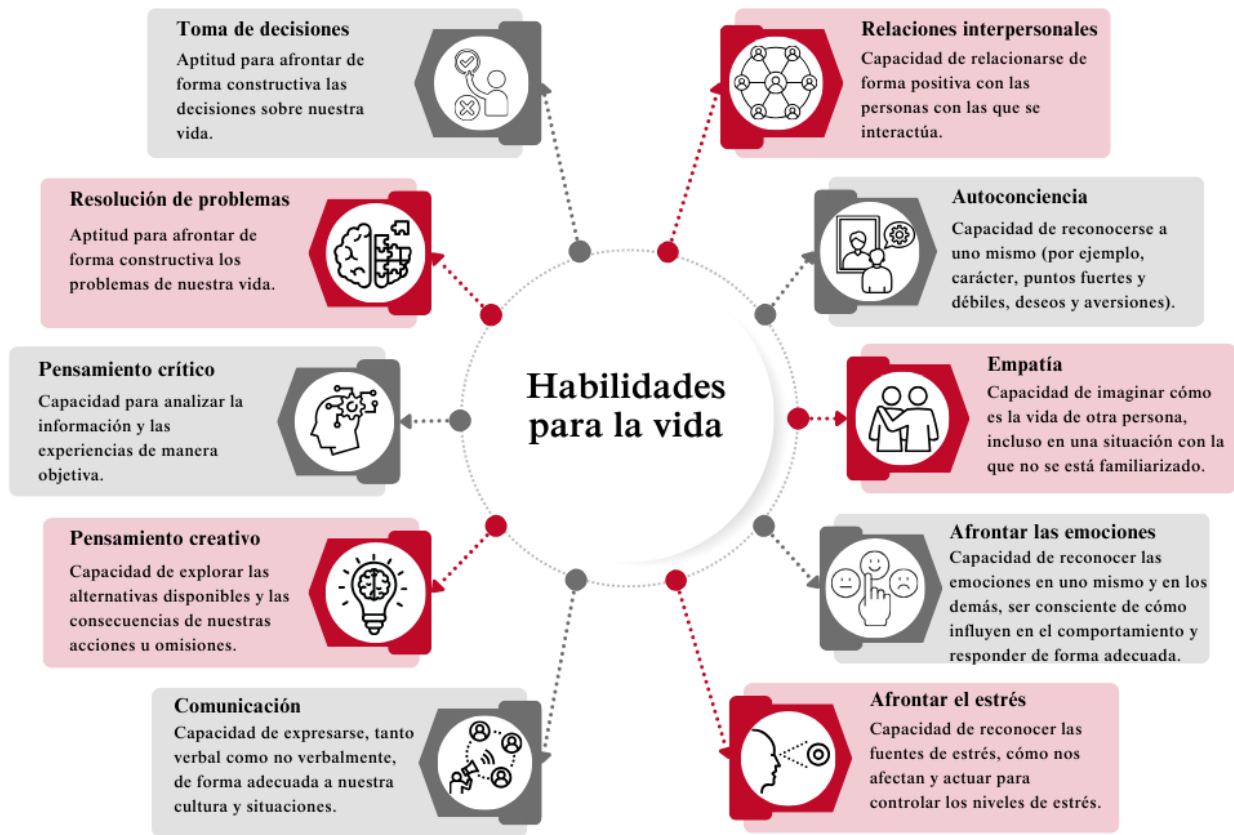 Toma de decisiones
Aptitud para afrontar de
forma constructiva las
decisiones sobre nuestra
vida.
Relaciones interpersonales
Capacidad de relacionarse de
forma positiva con las
personas con las que se
interactúa.
Resolución de problemas
Aptitud para afrontar de
forma constructiva los
problemas de nuestra vida.
Autoconciencia
Capacidad de reconocerse a
uno mismo (por ejemplo,
carácter, puntos fuertes y
débiles, deseos y aversiones).
Habilidades
para la vida
Pensamiento crítico
Capacidad para analizar la
información y las
experiencias de manera
objetiva.
Empatía
Capacidad de imaginar cómo
es la vida de otra persona,
incluso en una situación con la
que no se está familiarizado.
Pensamiento creativo
Capacidad de explorar las
alternativas disponibles y las
consecuencias de nuestras
acciones u omisiones.
Afrontar las emociones
Capacidad de reconocer las
emociones en uno mismo y en los
demás, ser consciente de cómo
influyen en el comportamiento y
responder de forma adecuada.
Comunicación
Capacidad de expresarse, tanto
verbal como no verbalmente,
de forma adecuada a nuestra
cultura y situaciones.
Afrontar el estrés
Capacidad de reconocer las
fuentes de estrés, cómo nos
afectan y actuar para
controlar los niveles de estrés.